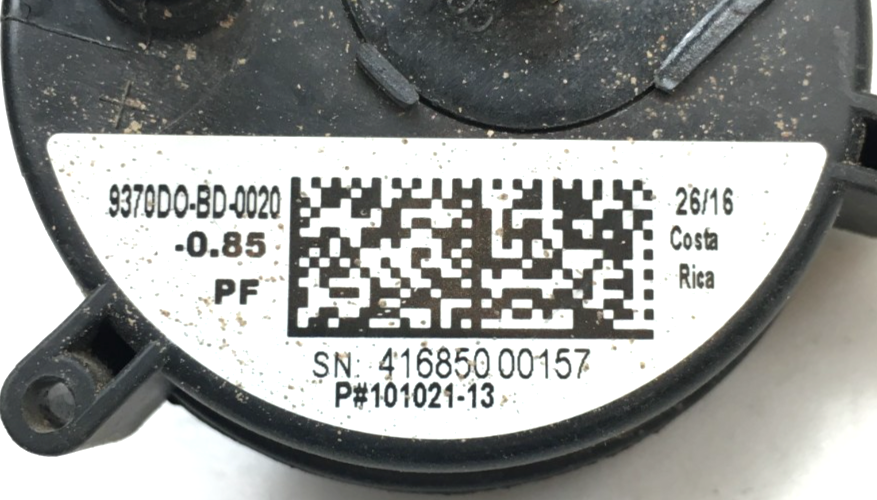 9370DO-BD-0020
-0.85
PF
26/16
Costa
Rica
SN: 41685000157
P#101021-13